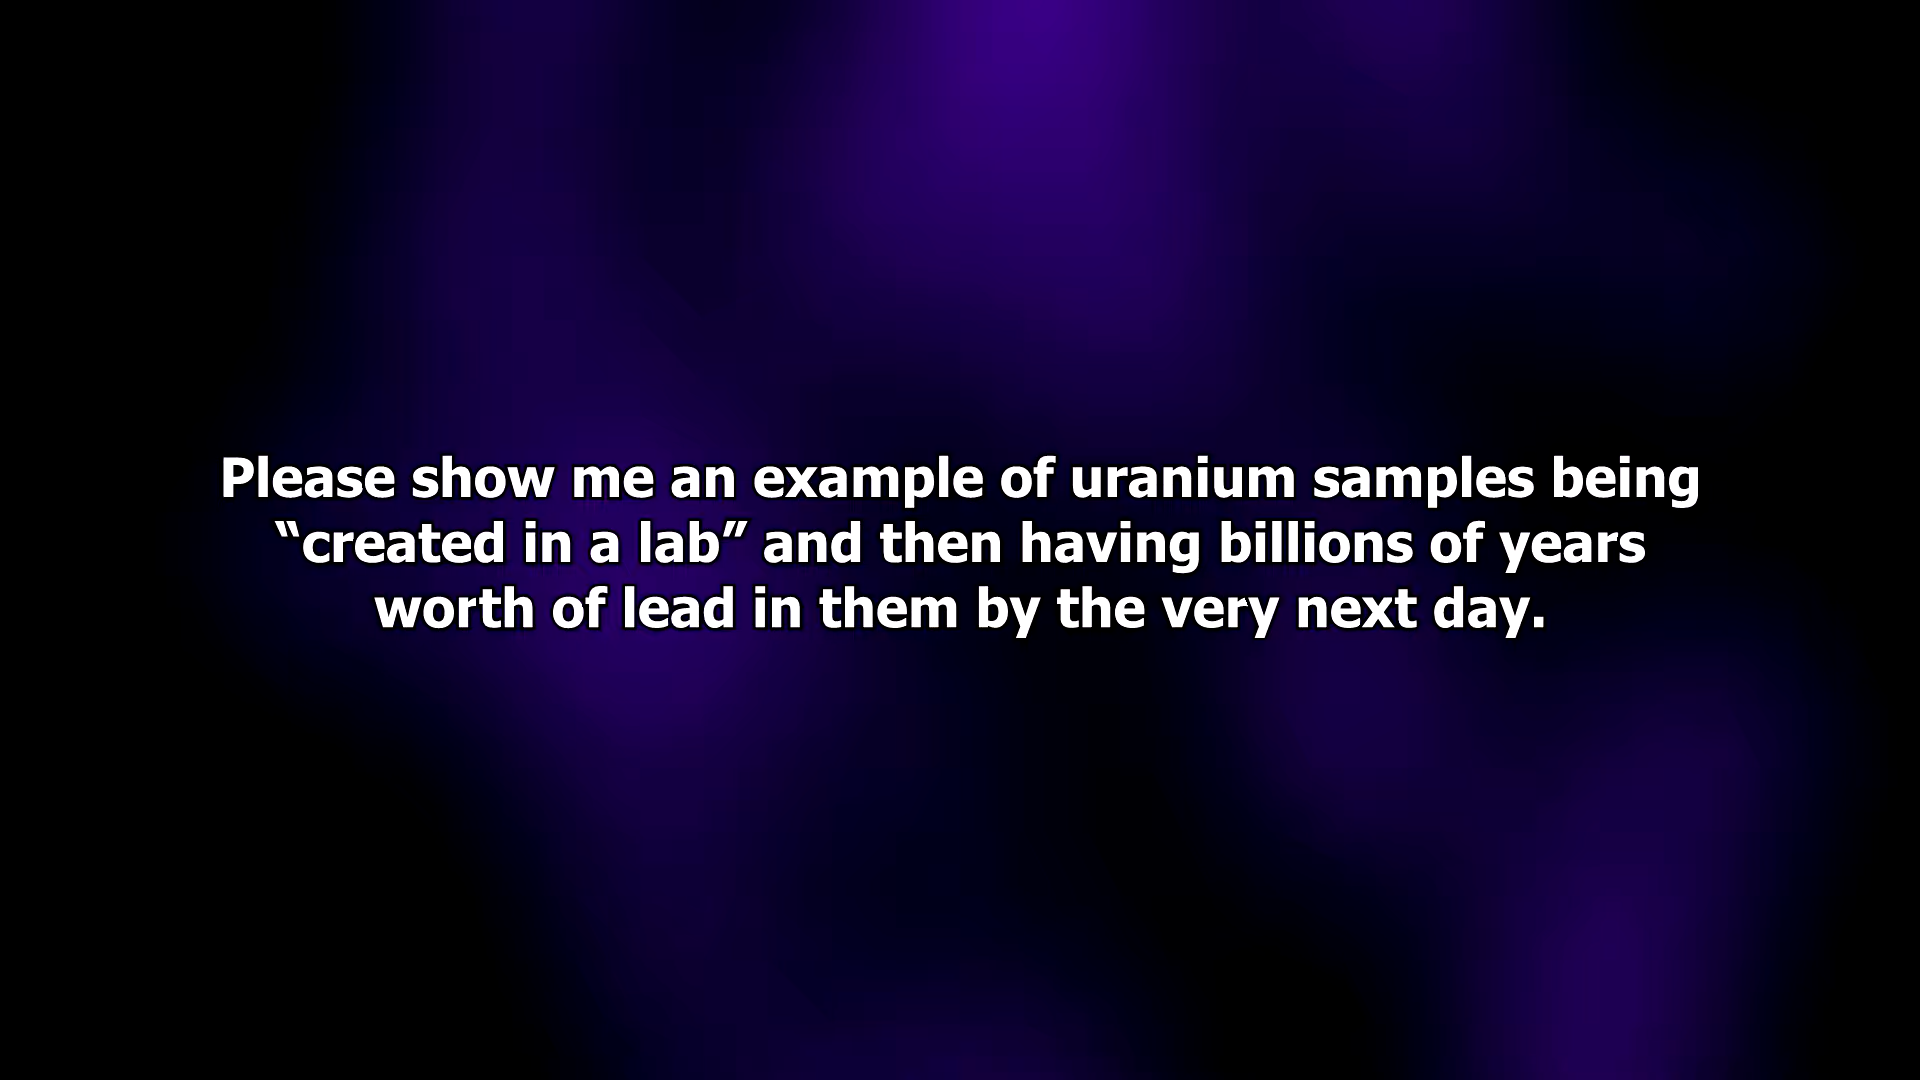 Please show me an example of uranium samples being
“created in a lab” and then having billions of years
worth of lead in them by the very next day.